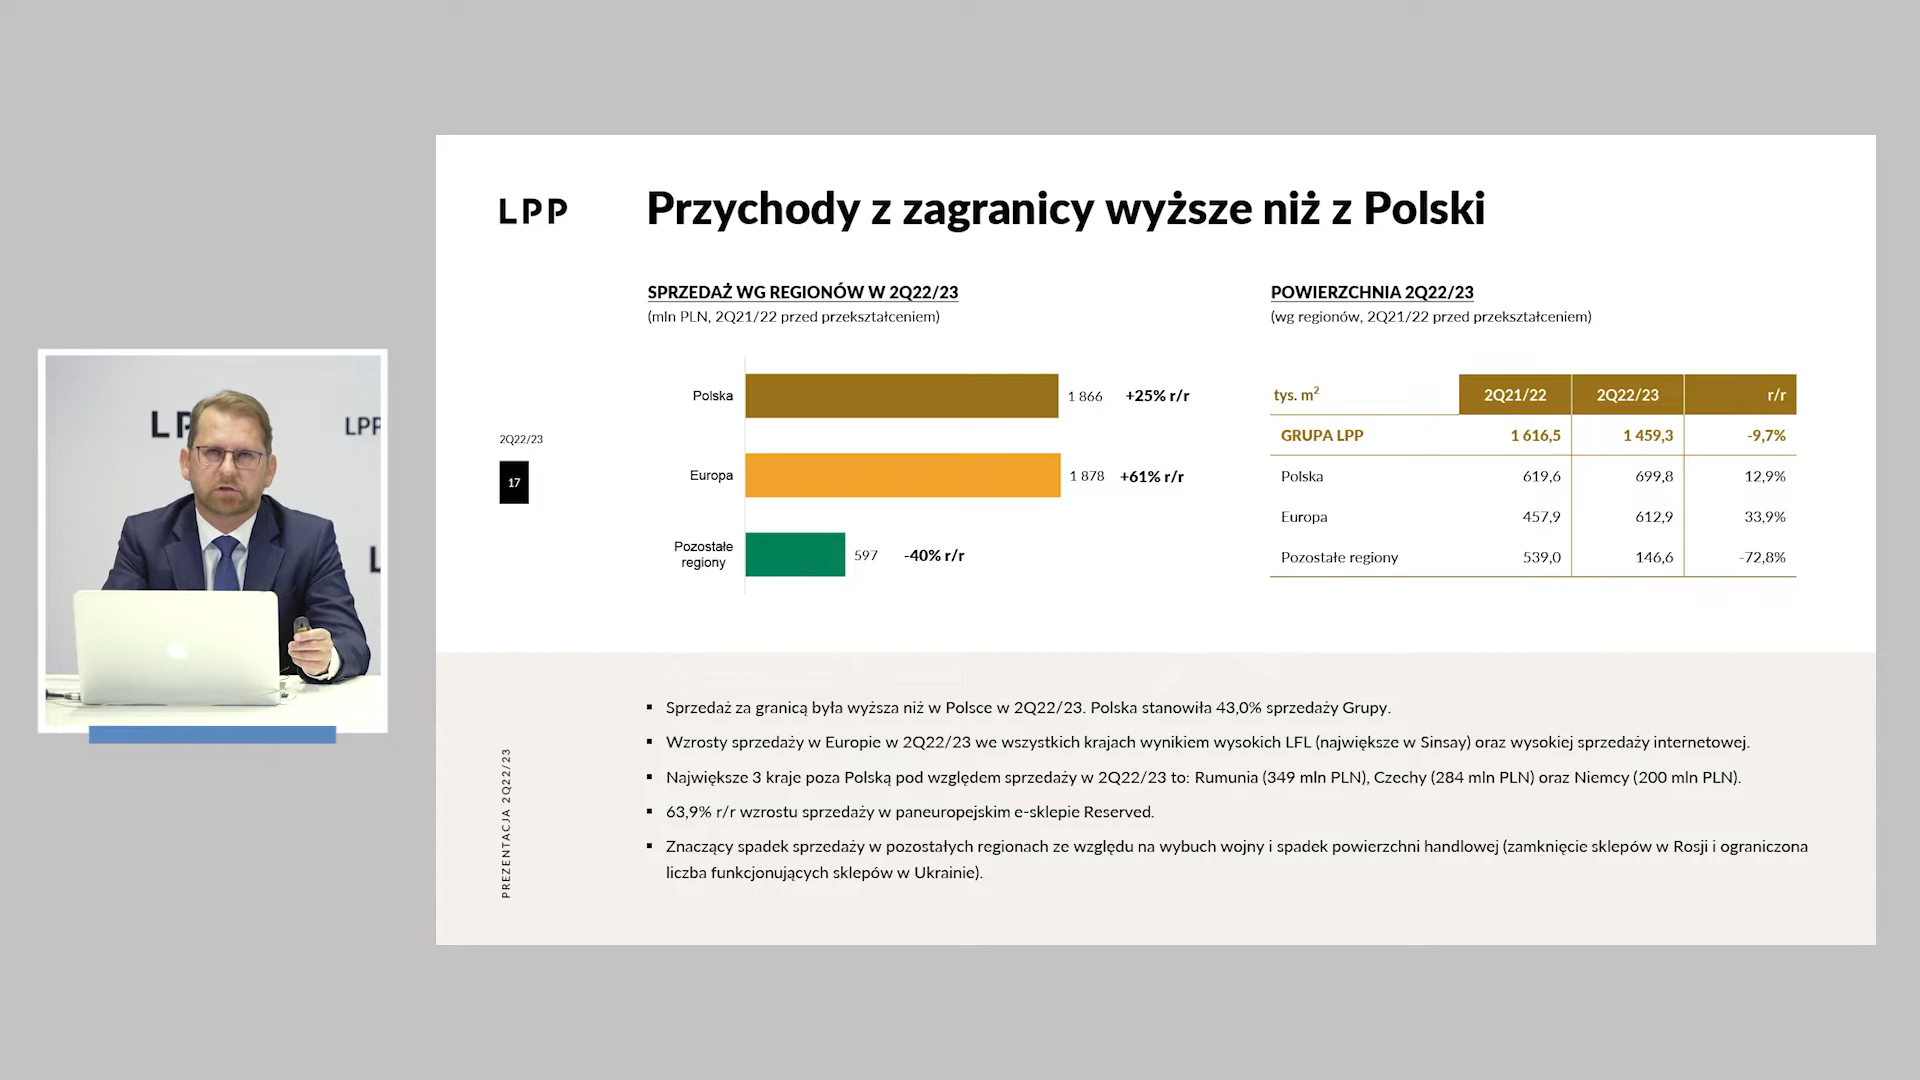 LPP
LPP
L
LPP
Przychody z zagranicy wyższe niż z Polski
SPRZEDAŻ WG REGIONÓW W 2Q22/23
(mln PLN, 2Q21/22 przed przekształceniem)
Polska 1 866 +25% r/r
Europa 1 878 +61% r/r
Pozostałe
regiony
597 -40% r/r
POWIERZCHNIA 2Q22/23
(wg regionów, 2Q21/22 przed przekształceniem)
tys. m² 2Q21/22 2Q22/23 r/r
GRUPA LPP 1 616,5 1 459,3 -9,7%
Polska 619,6 699,8 12,9%
Europa 457,9 612,9 33,9%
Pozostałe regiony 539,0 146,6 -72,8%
2Q22/23
17
PREZENTACJA 2Q22/23
▪ Sprzedaż za granicą była wyższa niż w Polsce w 2Q22/23. Polska stanowiła 43,0% sprzedaży Grupy.
▪ Wzrosty sprzedaży w Europie w 2Q22/23 we wszystkich krajach wynikiem wysokich LFL (największe w Sinsay) oraz wysokiej sprzedaży internetowej.
▪ Największe 3 kraje poza Polską pod względem sprzedaży w 2Q22/23 to: Rumunia (349 mln PLN), Czechy (284 mln PLN) oraz Niemcy (200 mln PLN).
▪ 63,9% r/r wzrostu sprzedaży w paneuropejskim e-sklepie Reserved.
▪ Znaczący spadek sprzedaży w pozostałych regionach ze względu na wybuch wojny i spadek powierzchni handlowej (zamknięcie sklepów w Rosji i ograniczona
liczba funkcjonujących sklepów w Ukrainie).